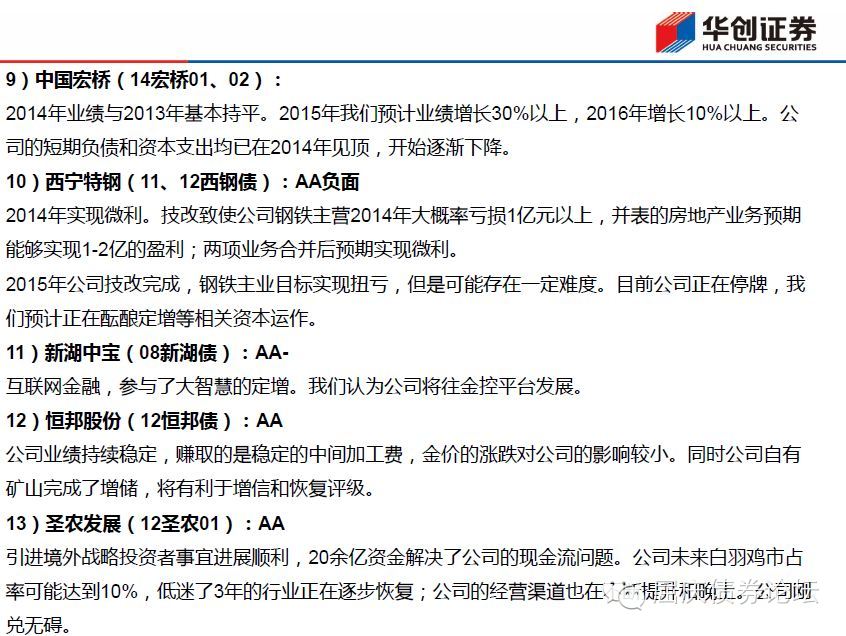 华创证券
HUA CHUANG SECURITIES
9）中国宏桥（14宏桥01、02）：
2014年业绩与2013年基本持平。2015年我们预计业绩增长30%以上，2016年增长10%以上。公
司的短期负债和资本支出均已在2014年见顶，开始逐渐下降。
10）西宁特钢（11、12西钢债）：AA负面
2014年实现微利。技改致使公司钢铁主营2014年大概率亏损1亿元以上，并表的房地产业务预期
能够实现1-2亿的盈利；两项业务合并后预期实现微利。
2015年公司技改完成，钢铁主业目标实现扭亏，但是可能存在一定难度。目前公司正在停牌，我
们预计正在酝酿定增等相关资本运作。
11）新湖中宝（08新湖债）：AA-
互联网金融，参与了大智慧的定增。我们认为公司将往金控平台发展。
12）恒邦股份（12恒邦债）：AA
公司业绩持续稳定，赚取的是稳定的中间加工费，金价的涨跌对公司的影响较小。同时公司自有
矿山完成了增储，将有利于增信和恢复评级。
13）圣农发展（12圣农01）：AA
引进境外战略投资者事宜进展顺利，20余亿资金解决了公司的现金流问题。公司未来白羽鸡市占
率可能达到10%，低迷了3年的行业正在逐步恢复；公司的经营渠道也在 提升和 。公司
兑无碍。
债券论坛